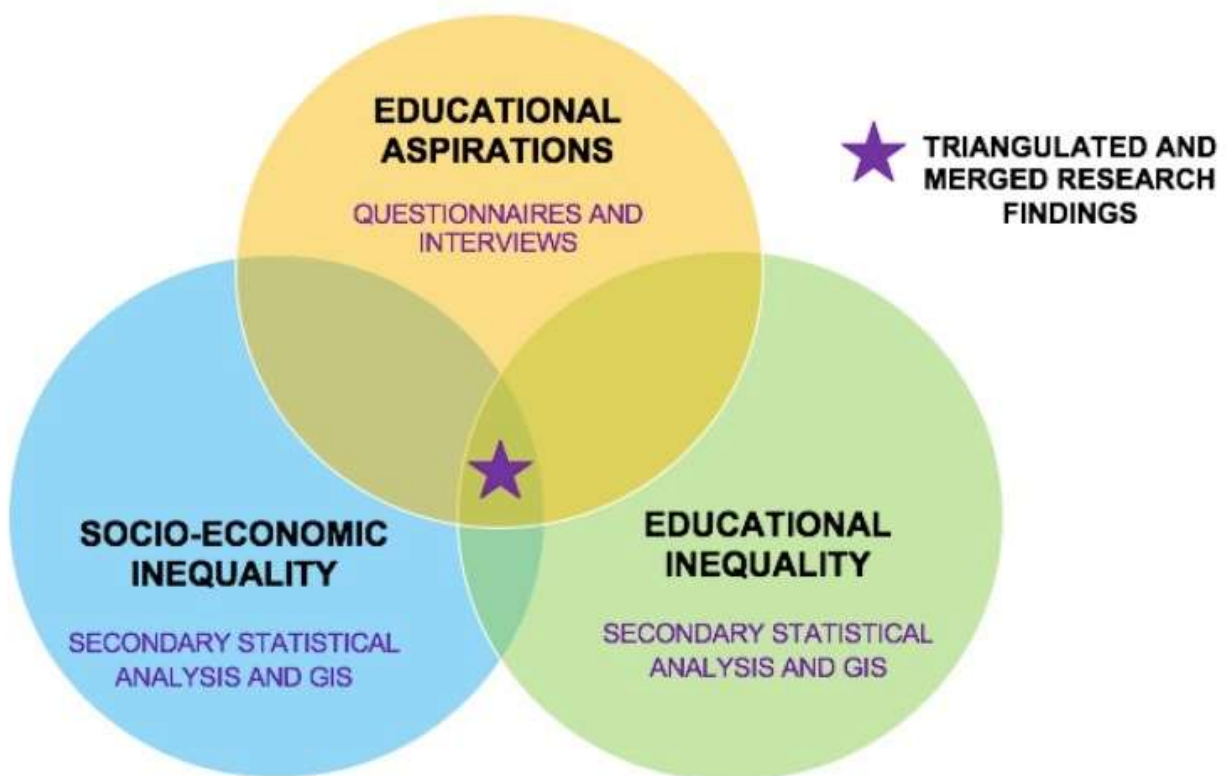 EDUCATIONAL
ASPIRATIONS
QUESTIONNAIRES AND
INTERVIEWS
TRIANGULATED AND
MERGED RESEARCH
FINDINGS
SOCIO-ECONOMIC
INEQUALITY
SECONDARY STATISTICAL
ANALYSIS AND GIS
EDUCATIONAL
INEQUALITY
SECONDARY STATISTICAL
ANALYSIS AND GIS